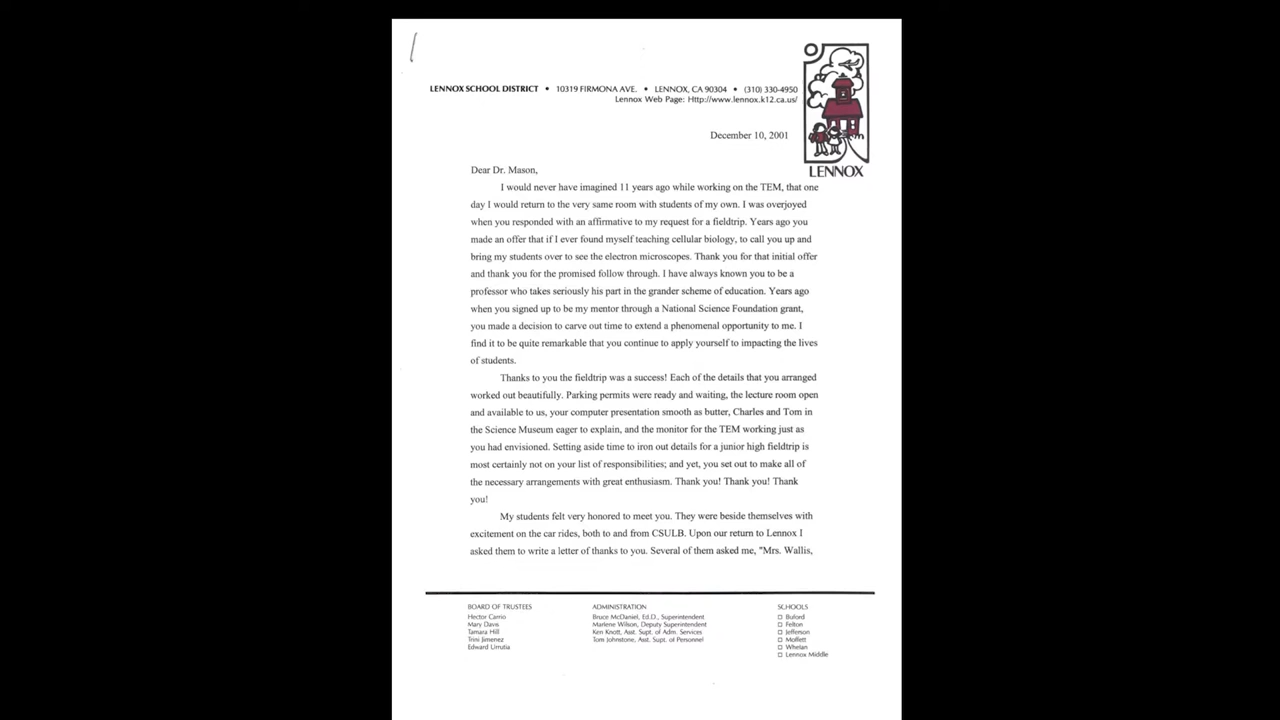 LENNOX SCHOOL DISTRICT • 10319 FIRMONA AVE. • LENNOX, CA 90304 • (310) 330-4950
Lennox Web Page: Http://www.lennox.k12.ca.us/
LENNOX
December 10, 2001
Dear Dr. Mason,
I would never have imagined 11 years ago while working on the TEM, that one
day I would return to the very same room with students of my own. I was overjoyed
when you responded with an affirmative to my request for a fieldtrip. Years ago you
made an offer that if I ever found myself teaching cellular biology, to call you up and
bring my students over to see the electron microscopes. Thank you for that initial offer
and thank you for the promised follow through. I have always known you to be a
professor who takes seriously his part in the grander scheme of education. Years ago
when you signed up to be my mentor through a National Science Foundation grant,
you made a decision to carve out time to extend a phenomenal opportunity to me. I
find it to be quite remarkable that you continue to apply yourself to impacting the lives
of students.
Thanks to you the fieldtrip was a success! Each of the details that you arranged
worked out beautifully. Parking permits were ready and waiting, the lecture room open
and available to us, your computer presentation smooth as butter, Charles and Tom in
the Science Museum eager to explain, and the monitor for the TEM working just as
you had envisioned. Setting aside time to iron out details for a junior high fieldtrip is
most certainly not on your list of responsibilities; and yet, you set out to make all of
the necessary arrangements with great enthusiasm. Thank you! Thank you! Thank
you!
My students felt very honored to meet you. They were beside themselves with
excitement on the car rides, both to and from CSULB. Upon our return to Lennox I
asked them to write a letter of thanks to you. Several of them asked me, "Mrs. Wallis,
BOARD OF TRUSTEES
Hector Carrio
Mary Davis
Tamara Hill
Trini Jimenez
Edward Urrutia
ADMINISTRATION
Bruce McDaniel, Ed.D., Superintendent
Marlene Wilson, Deputy Superintendent
Ken Knott, Asst. Supt. of Adm. Services
Tom Johnstone, Asst. Supt. of Personnel
SCHOOLS
Buford
Felton
Jefferson
Moffett
Whelan
Lennox Middle